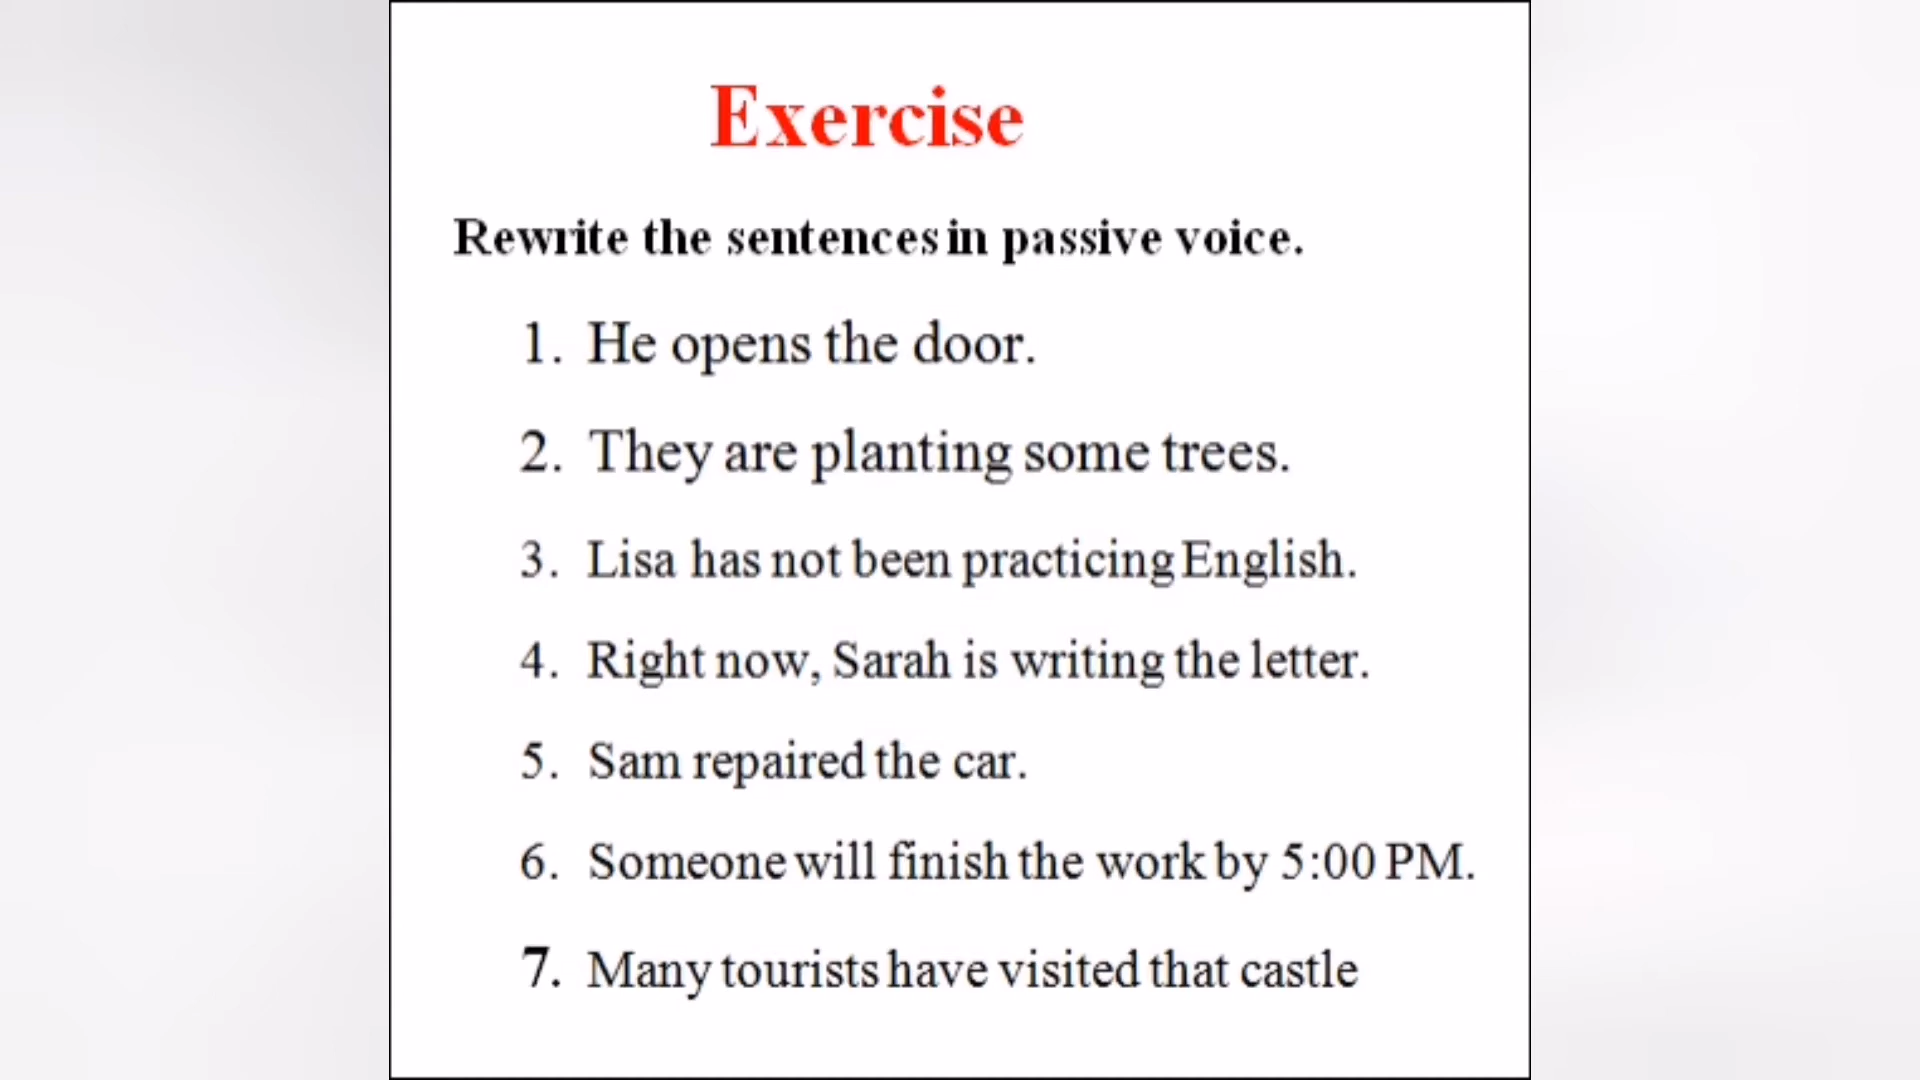 Exercise
Rewrite the sentences in passive voice.
1. He opens the door.
2. They are planting some trees.
3. Lisa has not been practicing English.
4. Right now, Sarah is writing the letter.
5. Sam repaired the car.
6. Someone will finish the work by 5:00 PM.
7. Many tourists have visited that castle